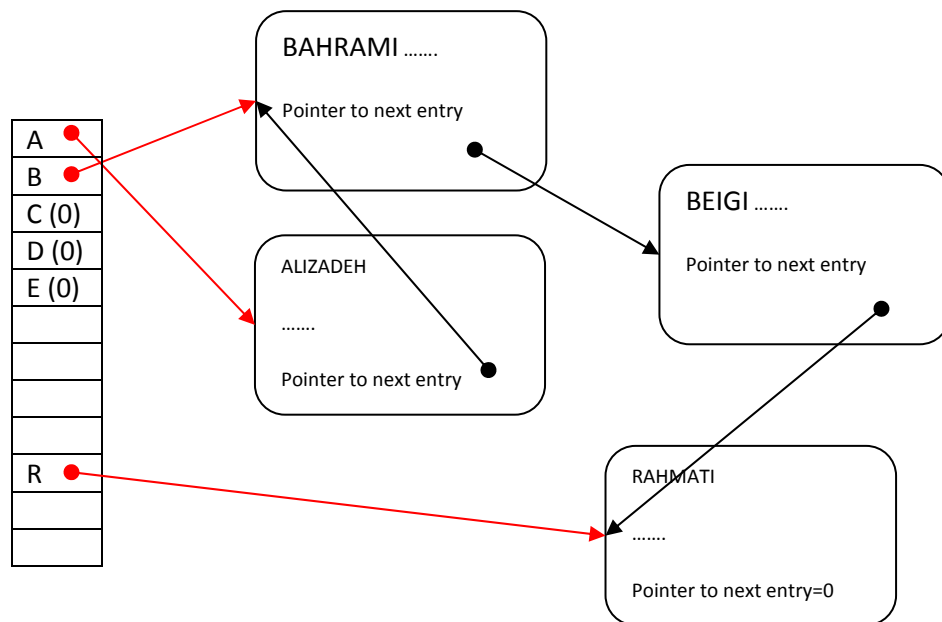 A
B
C (0)
D (0)
E (0)
R
BAHRAMI …….
Pointer to next entry
ALIZADEH
…….
Pointer to next entry
BEIGI …….
Pointer to next entry
RAHMATI
…….
Pointer to next entry=0